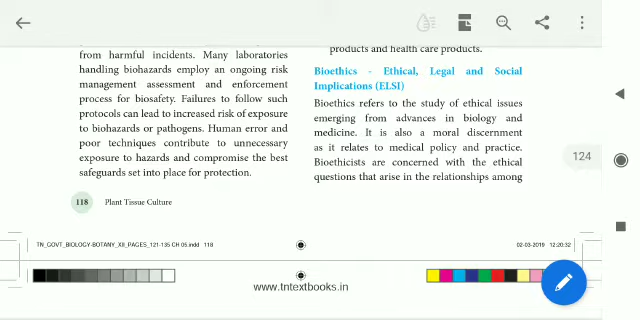 from harmful incidents. Many laboratories
handling biohazards employ an ongoing risk
management assessment and enforcement
process for biosafety. Failures to follow such
protocols can lead to increased risk of exposure
to biohazards or pathogens. Human error and
poor techniques contribute to unnecessary
exposure to hazards and compromise the best
safeguards set into place for protection.
118 Plant Tissue Culture
products and health care products.
Bioethics - Ethical, Legal and Social
Implications (ELSI)
Bioethics refers to the study of ethical issues
emerging from advances in biology and
medicine. It is also a moral discernment
as it relates to medical policy and practice.
Bioethicists are concerned with the ethical
questions that arise in the relationships among
124
TN_GOVT_BIOLOGY-BOTANY_XII_PAGES_121-135 CH 05.indd 118
02-03-2019 12:20:32
www.tntextbooks.in